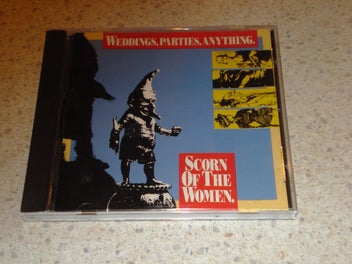 WEDDINGS, PARTIES, ANYTHING.
SCORN
OF THE
WOMEN.